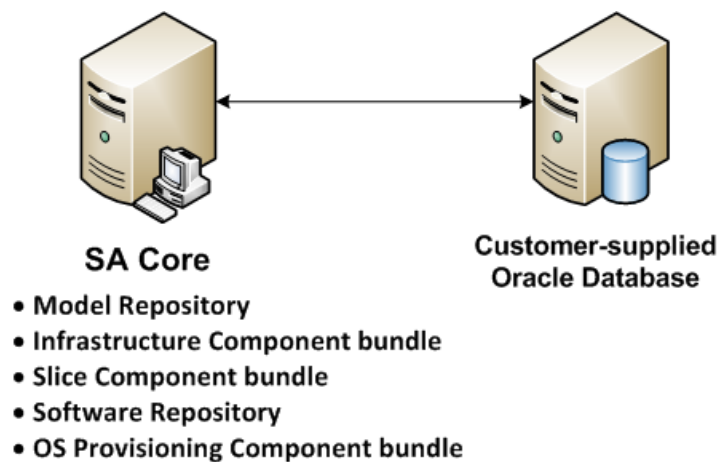 SA Core
• Model Repository
• Infrastructure Component bundle
• Slice Component bundle
• Software Repository
• OS Provisioning Component bundle
Customer-supplied
Oracle Database